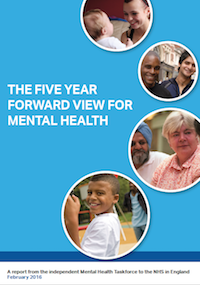 THE FIVE YEAR
FORWARD VIEW FOR
MENTAL HEALTH
A report from the independent Mental Health Taskforce to the NHS in England
February 2016